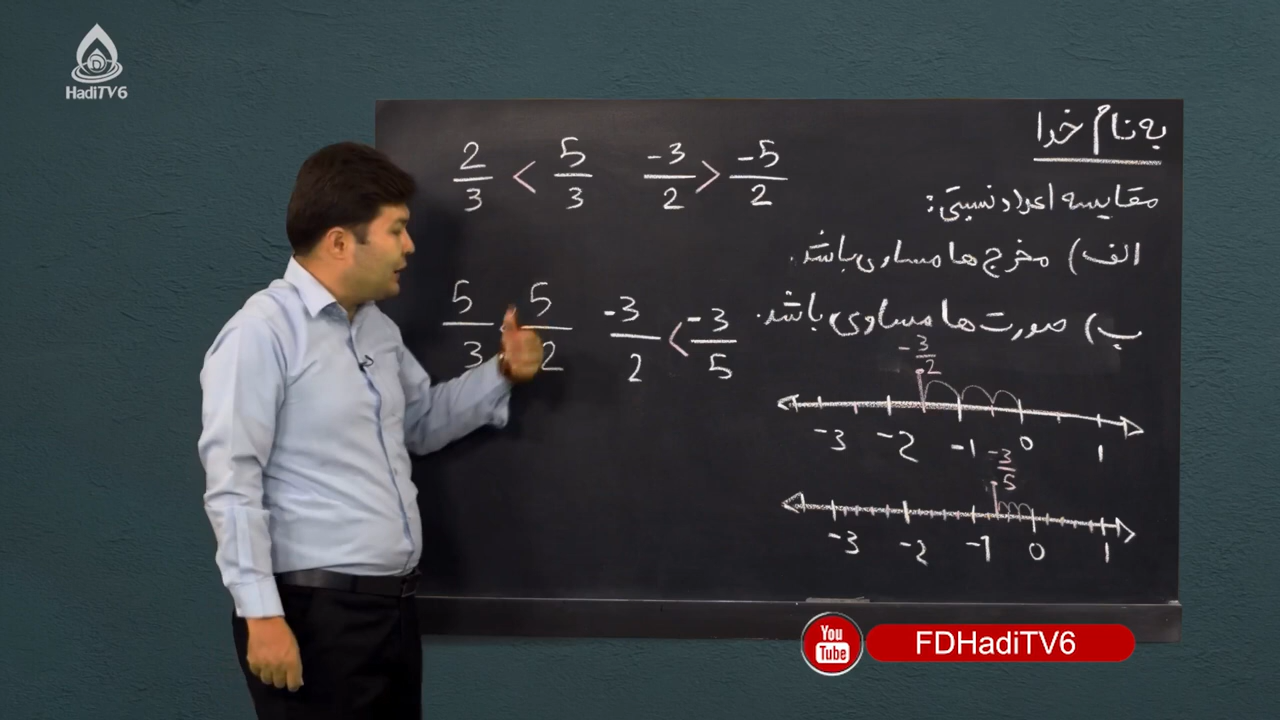 HadiTV6
به نام خدا
مقایسه اعداد نسبتی:
الف) مخرج ها مساوی باشد.
ب) صورت ها مساوی باشد.
2/3 < 5/3
-3/2 > -5/2
5/3 5/2
-3/2 < -3/5
-3/2
-3 -2 -1 0 1
-3/5
-3 -2 -1 0 1
You Tube
FDHadiTV6